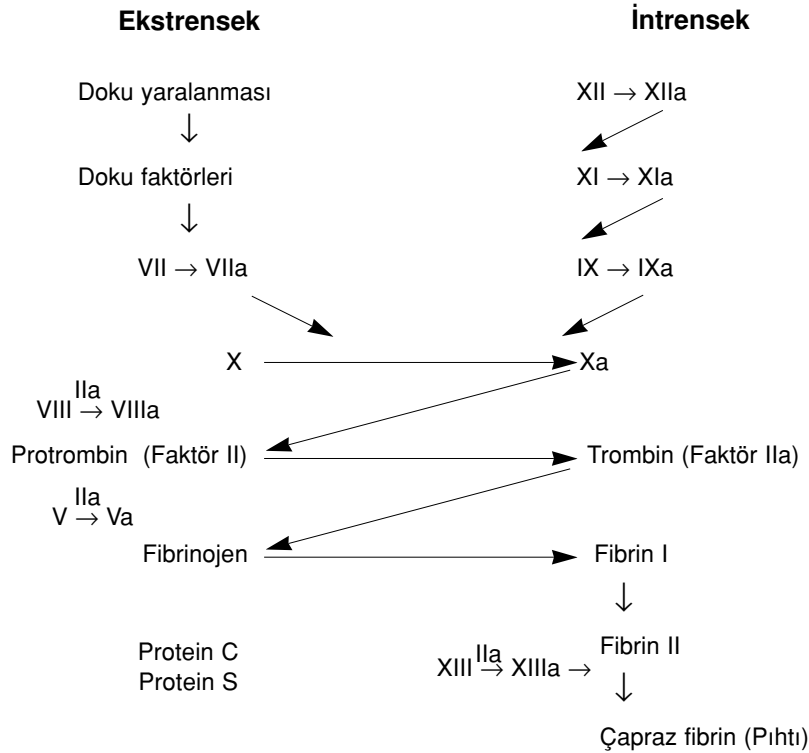 Ekstrensek İntrensek
Doku yaralanması XII → XIIa
↓
Doku faktörleri XI → XIa
↓
VII → VIIa IX → IXa
X Xa
IIa
VIII → VIIIa
Protrombin (Faktör II) Trombin (Faktör IIa)
IIa
V → Va
Fibrinojen Fibrin I
↓
Protein C Fibrin II
Protein S XIII → XIIIa →
IIa
↓
Çapraz fibrin (Pıhtı)